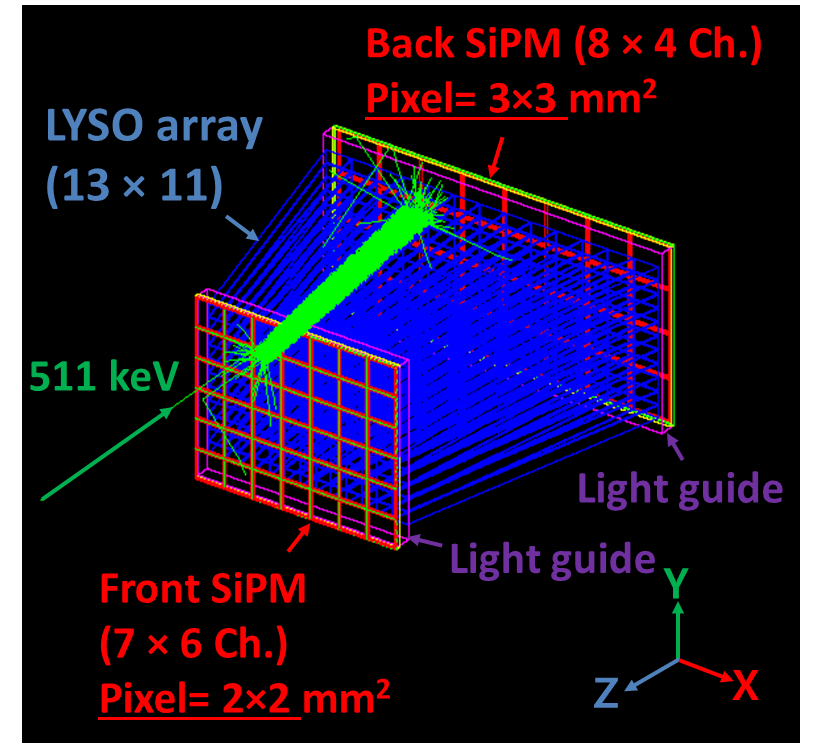 Back SiPM (8 × 4 Ch.)
Pixel= 3×3 mm²
LYSO array
(13 × 11)
511 keV
Light guide
Light guide
Front SiPM
(7 × 6 Ch.)
Pixel= 2×2 mm²
Y
Z
X